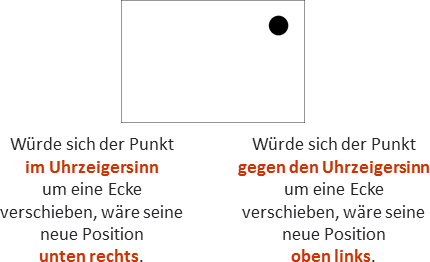 Würde sich der Punkt
im Uhrzeigersinn
um eine Ecke
verschieben, wäre seine
neue Position
unten rechts.
Würde sich der Punkt
gegen den Uhrzeigersinn
um eine Ecke
verschieben, wäre seine
neue Position
oben links.